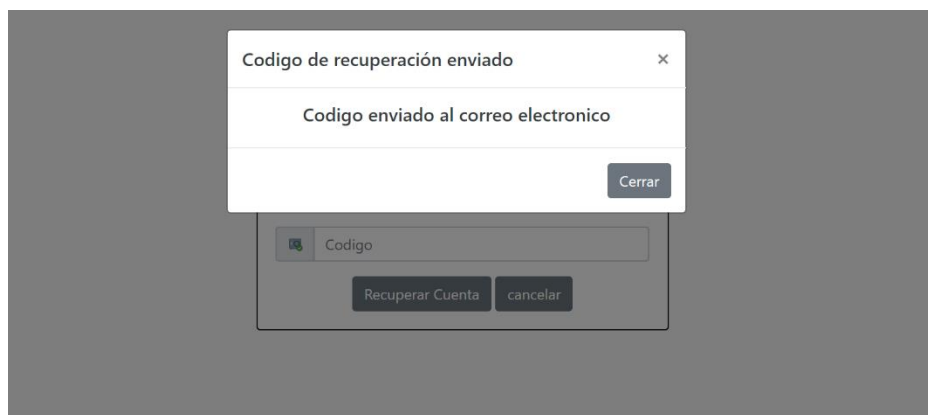 Codigo de recuperación enviado ×
Codigo enviado al correo electronico
Cerrar
Codigo
Recuperar Cuenta cancelar